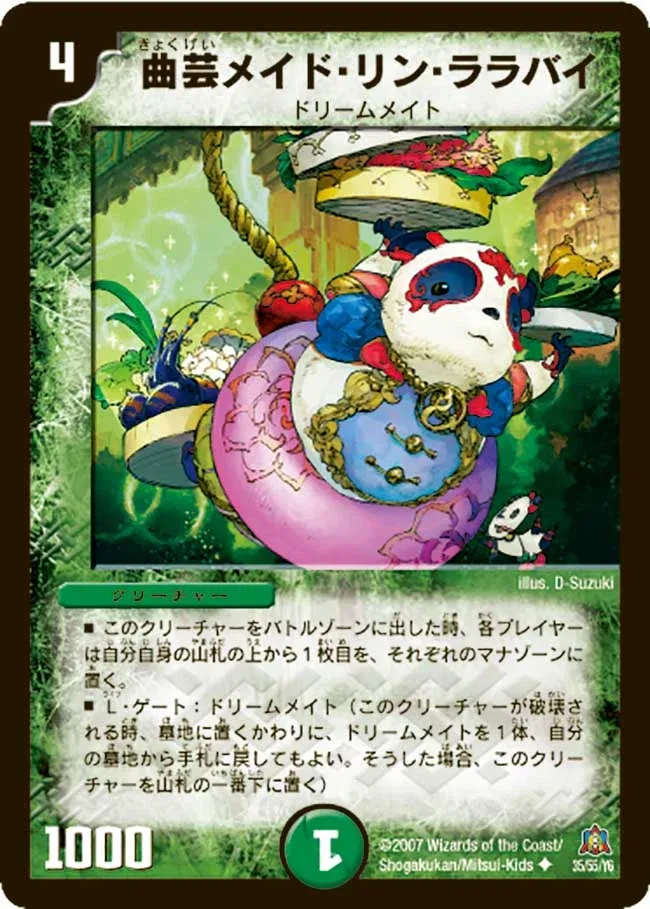 4
きょくげい
曲芸メイド·リン·ララバイ
ドリームメイト
illus. D-Suzuki
クリーチャー
■ このクリーチャーをバトルゾーンに出した時、各プレイヤー
は自分自身の山札の上から1枚目を、それぞれのマナゾーンに
置く。
■ L・ゲート：ドリームメイト（このクリーチャーが破壊さ
れる時、墓地に置くかわりに、ドリームメイトを1体、自分
の墓地から手札に戻してもよい。そうした場合、このクリー
チャーを山札の一番下に置く）
1000
1
©2007 Wizards of the Coast/
Shogakukan/Mitsui-Kids ◆
35/55/Y6